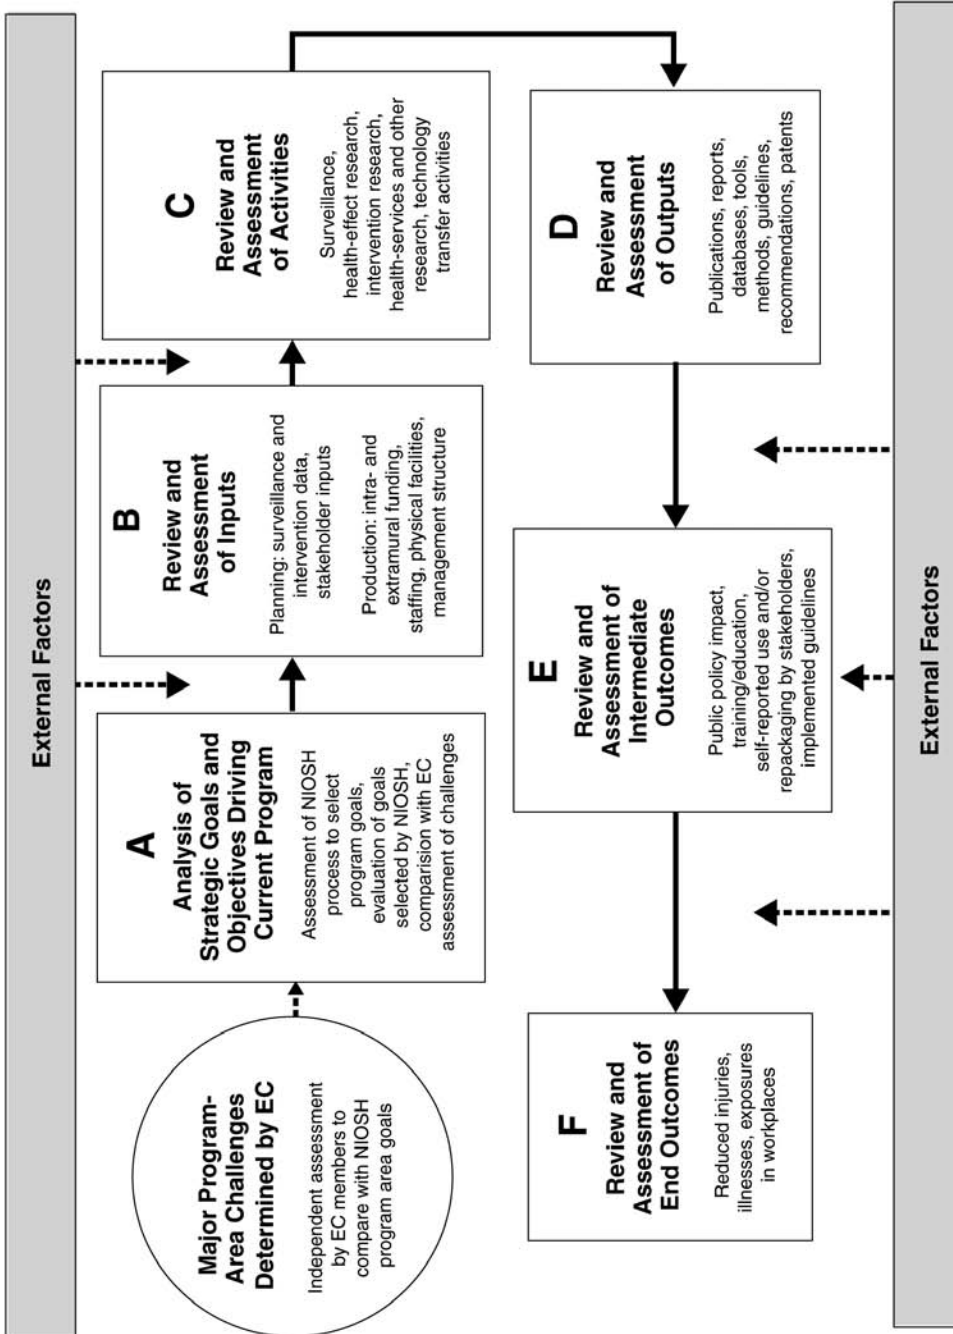 External Factors
Major Program-
Area Challenges
Determined by EC
Independent assessment
by EC members to
compare with NIOSH
program area goals
A
Analysis of
Strategic Goals and
Objectives Driving
Current Program
Assessment of NIOSH
process to select
program goals,
evaluation of goals
selected by NIOSH,
comparision with EC
assessment of challenges
B
Review and
Assessment
of Inputs
Planning: surveillance and
intervention data,
stakeholder inputs
Production: intra- and
extramural funding,
staffing, physical facilities,
management structure
C
Review and
Assessment
of Activities
Surveillance,
health-effect research,
intervention research,
health-services and other
research, technology
transfer activities
D
Review and
Assessment
of Outputs
Publications, reports,
databases, tools,
methods, guidelines,
recommendations, patents
E
Review and
Assessment of
Intermediate
Outcomes
Public policy impact,
training/education,
self-reported use and/or
repackaging by stakeholders,
implemented guidelines
F
Review and
Assessment of
End Outcomes
Reduced injuries,
illnesses, exposures
in workplaces
External Factors